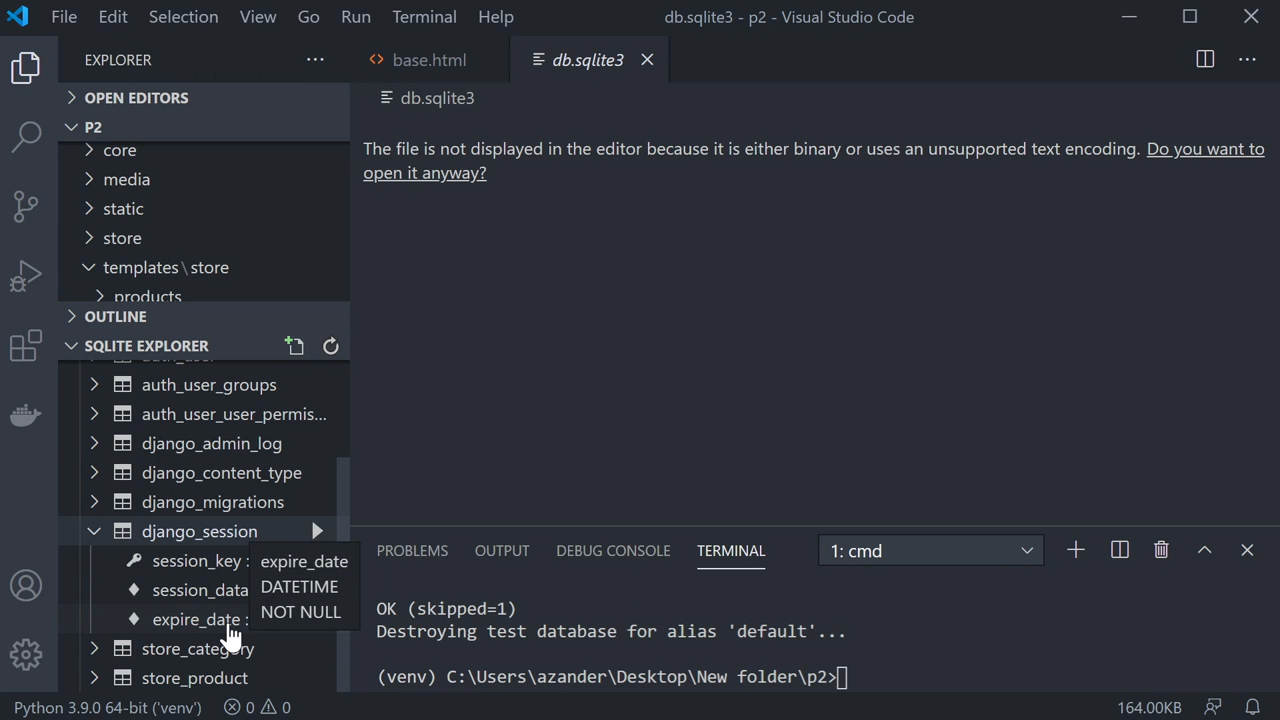 File Edit Selection View Go Run Terminal Help db.sqlite3 - p2 - Visual Studio Code
EXPLORER
base.html
db.sqlite3
OPEN EDITORS
P2
core
media
static
store
templates\store
products
OUTLINE
SQLITE EXPLORER
auth_user_groups
auth_user_user_permis...
django_admin_log
django_content_type
django_migrations
django_session
session_key :
session_data
expire_date :
store_category
store_product
expire_date
DATETIME
NOT NULL
db.sqlite3
The file is not displayed in the editor because it is either binary or uses an unsupported text encoding. Do you want to
open it anyway?
PROBLEMS OUTPUT DEBUG CONSOLE TERMINAL 1: cmd
OK (skipped=1)
Destroying test database for alias 'default'...
(venv) C:\Users\azander\Desktop\New folder\p2>
Python 3.9.0 64-bit ('venv') 0 0 164.00KB